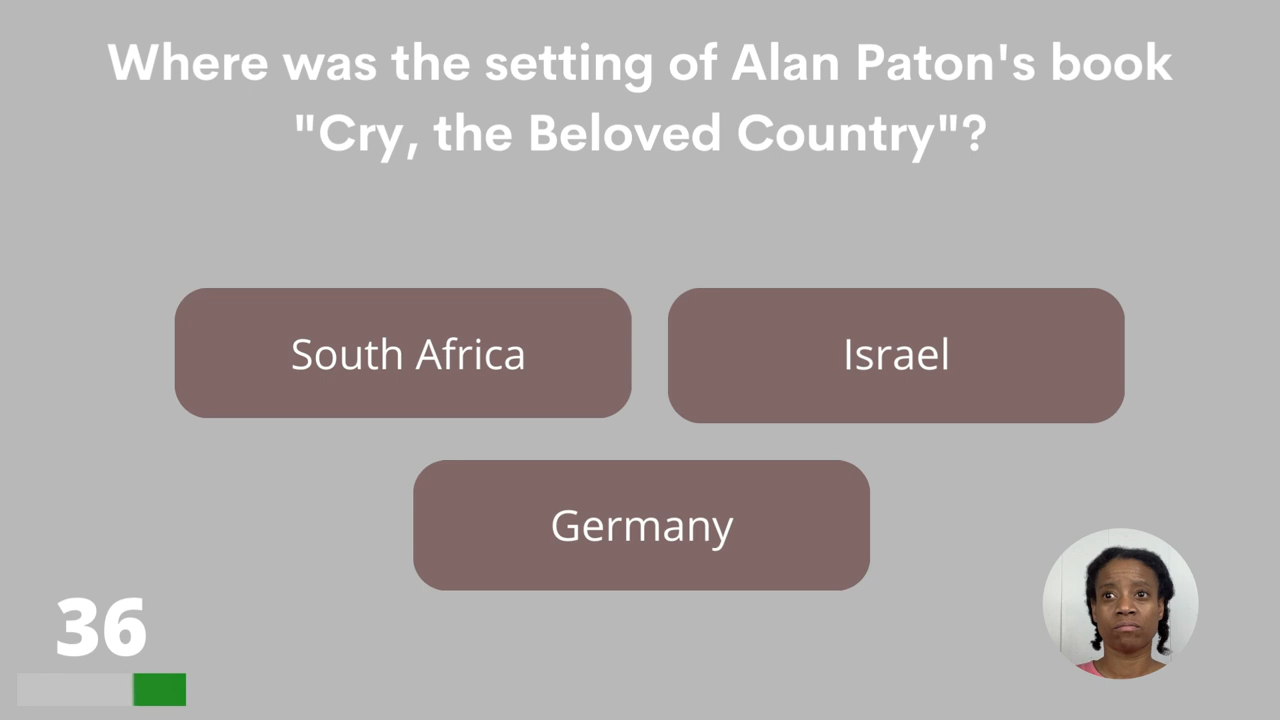 Where was the setting of Alan Paton's book
"Cry, the Beloved Country"?
South Africa
Israel
Germany
36